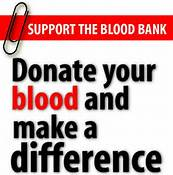 SUPPORT THE BLOOD BANK
Donate your
blood and
make a
difference